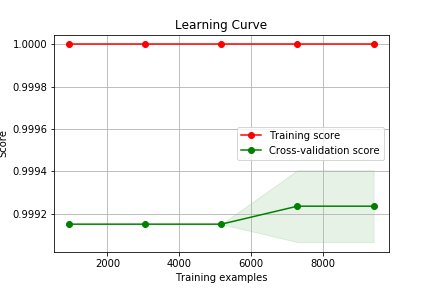 Learning Curve
1.0000
0.9998
0.9996
0.9994
0.9992
Score
Training score
Cross-validation score
2000
4000
6000
8000
Training examples